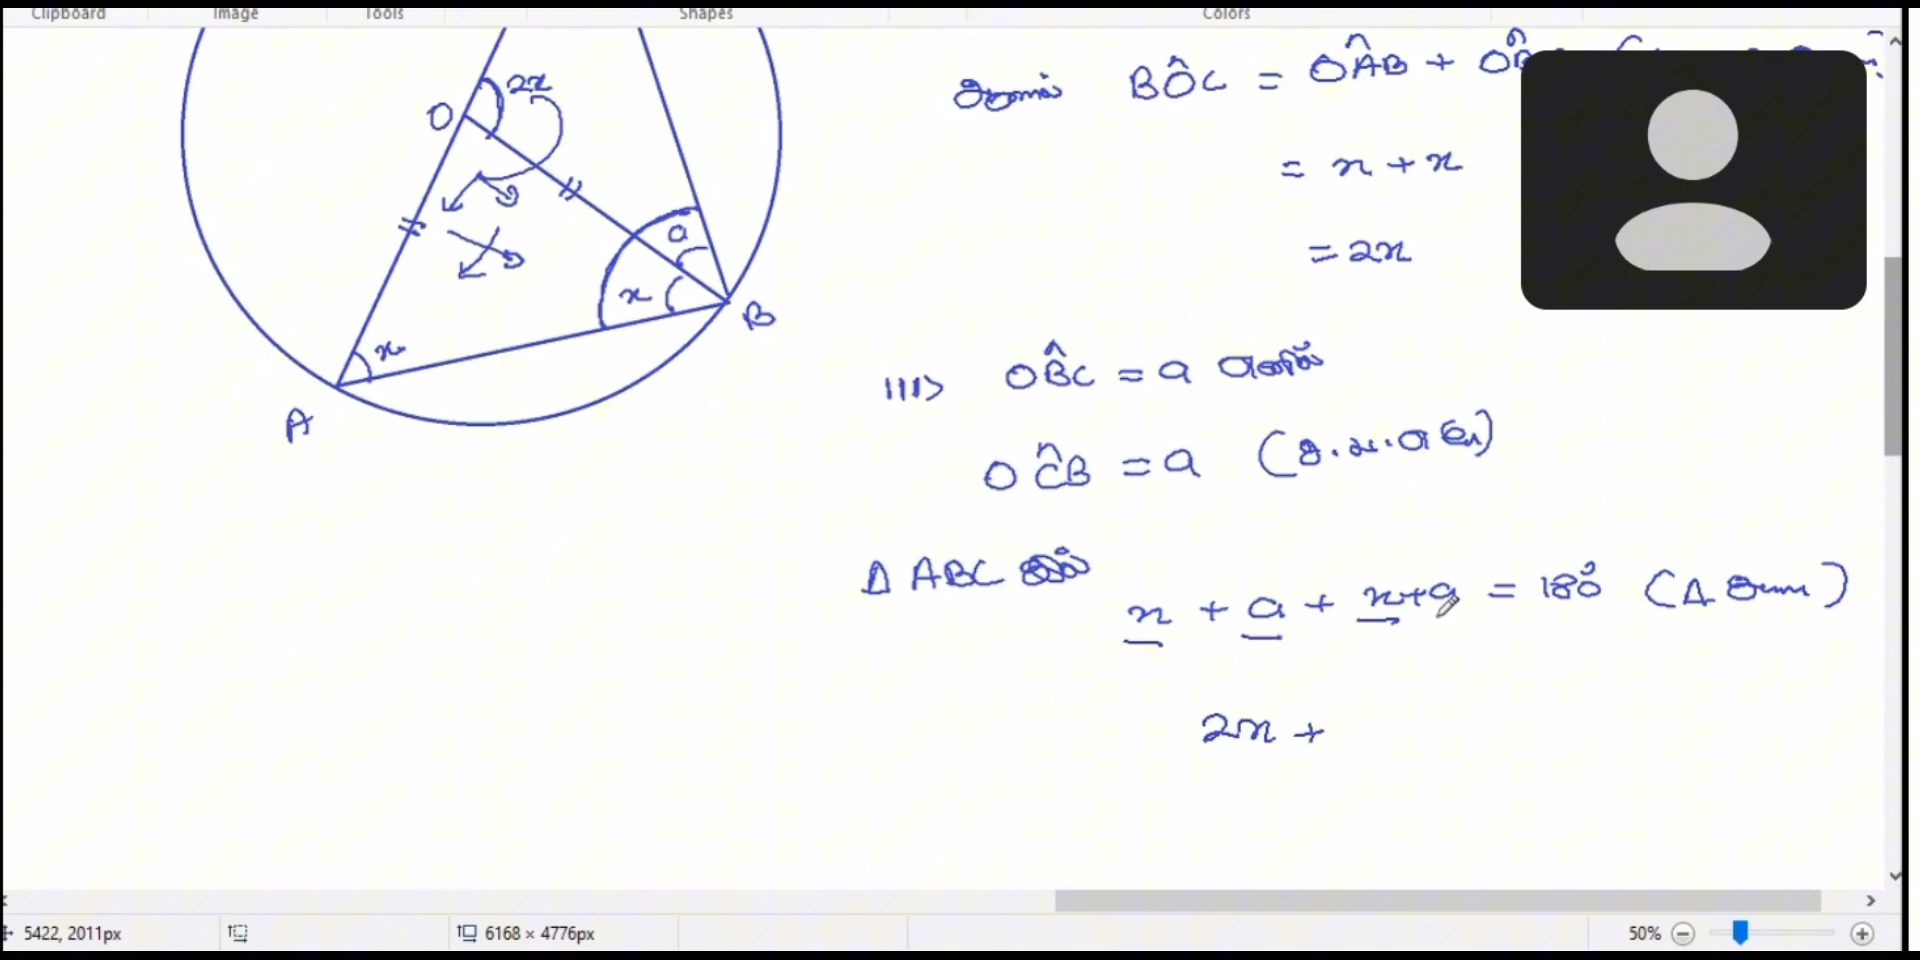 Clipboard
Image
Tools
Shapes
Colors
BÔC = OÂB +
= x + x
= 2x
O
2x
a
x
B
x
A
III> OB̂C = a
OĈB = a
Δ ABC
x + a + x+a = 180°
2x +
5422, 2011px
6168 × 4776px
50%